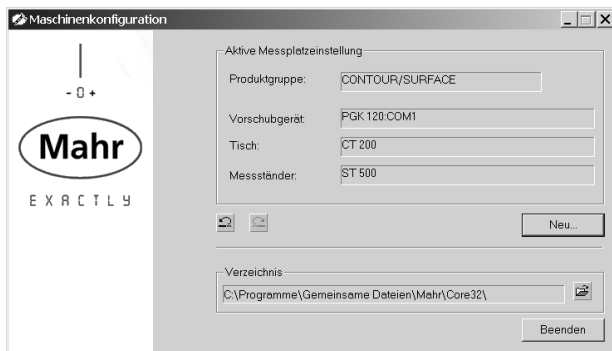 Maschinenkonfiguration
- 0 +
Mahr
EXACTLY
Aktive Messplatzeinstellung
Produktgruppe: CONTOUR/SURFACE
Vorschubgerät: PGK 120:COM1
Tisch: CT 200
Messständer: ST 500
Neu...
Verzeichnis
C:\Programme\Gemeinsame Dateien\Mahr\Core32\
Beenden